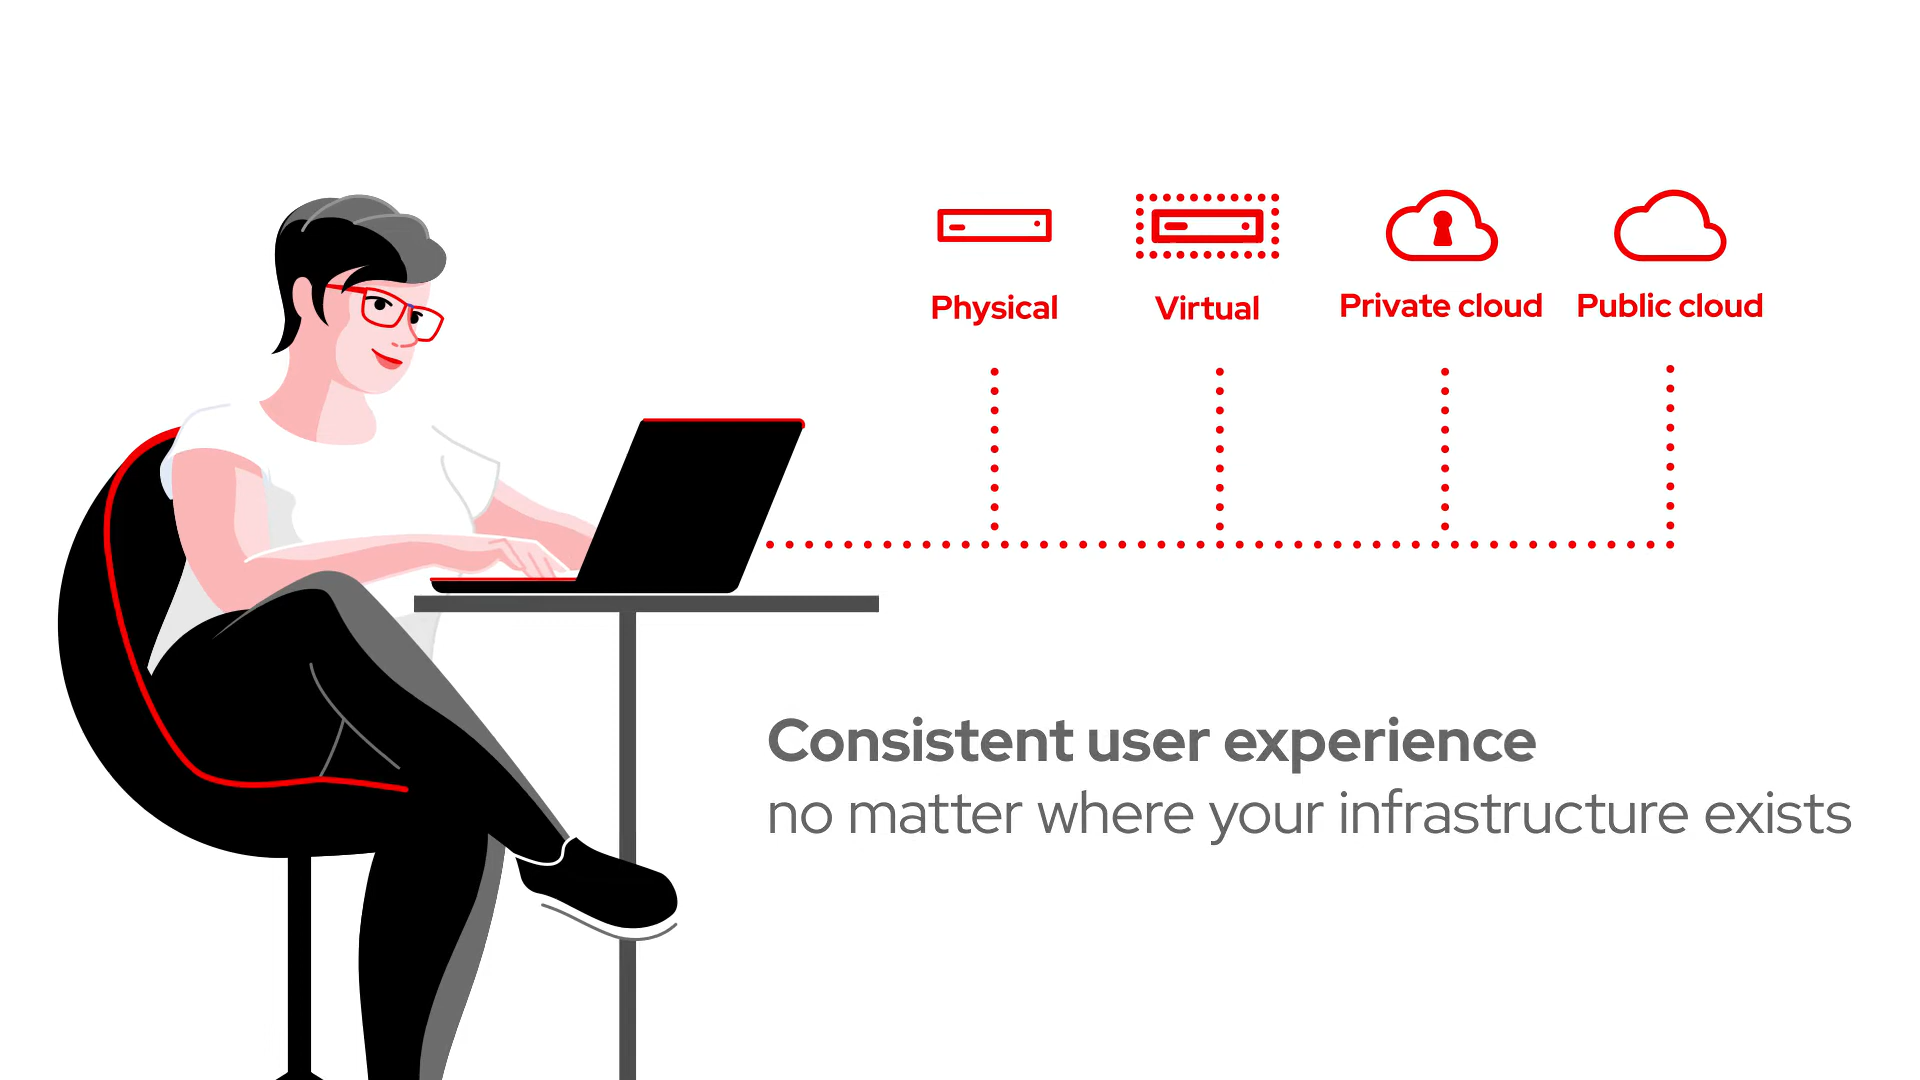 Physical
Virtual
Private cloud
Public cloud
Consistent user experience
no matter where your infrastructure exists